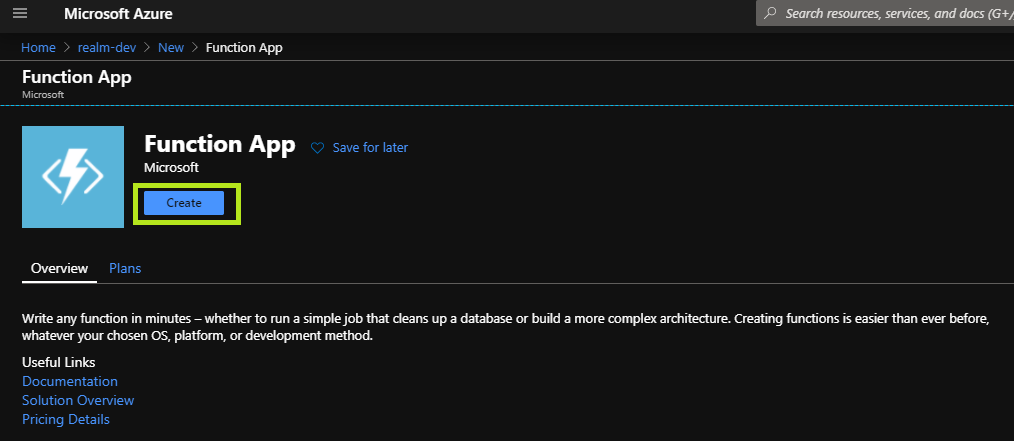 Microsoft Azure
Search resources, services, and docs (G+/
Home > realm-dev > New > Function App
Function App
Microsoft
Function App
Save for later
Microsoft
Create
Overview Plans
Write any function in minutes – whether to run a simple job that cleans up a database or build a more complex architecture. Creating functions is easier than ever before,
whatever your chosen OS, platform, or development method.
Useful Links
Documentation
Solution Overview
Pricing Details